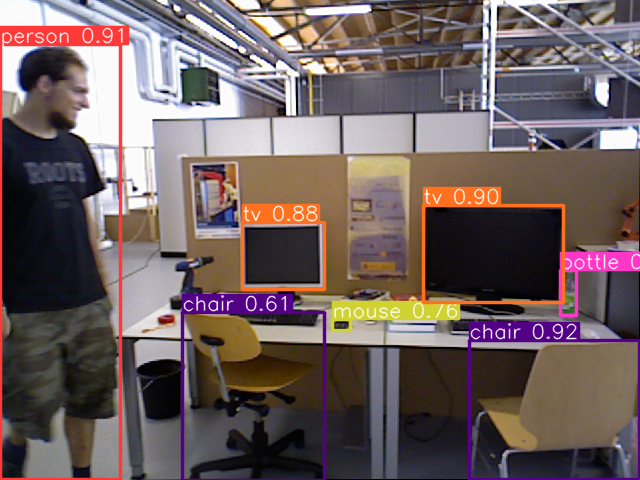 person 0.91
ROOTS
tv 0.90
tv 0.88
bottle 0
chair 0.61
mouse 0.76
chair 0.92